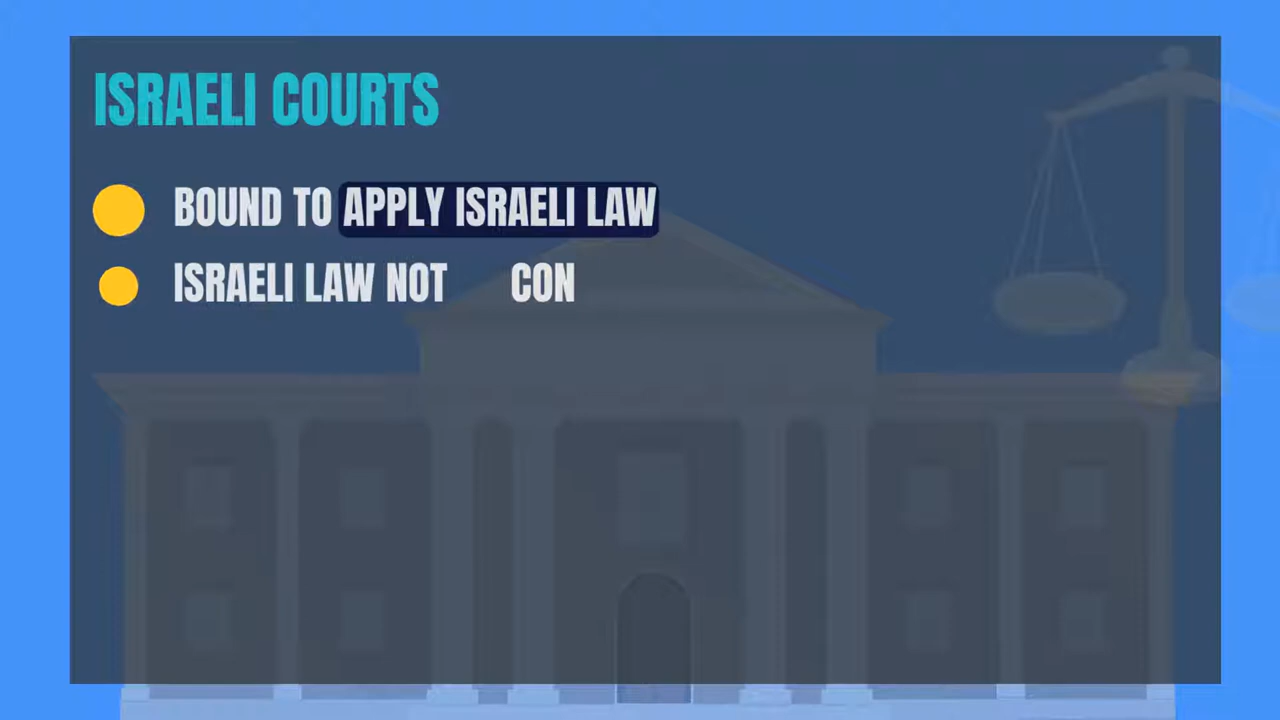 ISRAELI COURTS
BOUND TO APPLY ISRAELI LAW
ISRAELI LAW NOT CON